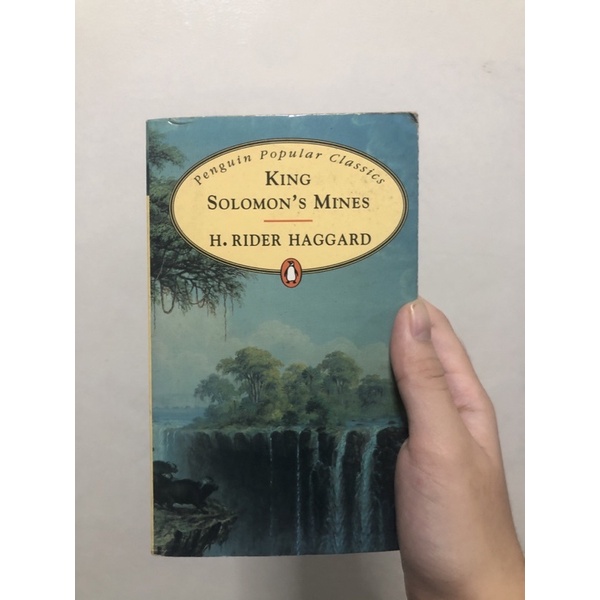 Penguin Popular Classics
KING
SOLOMON'S MINES
H. RIDER HAGGARD